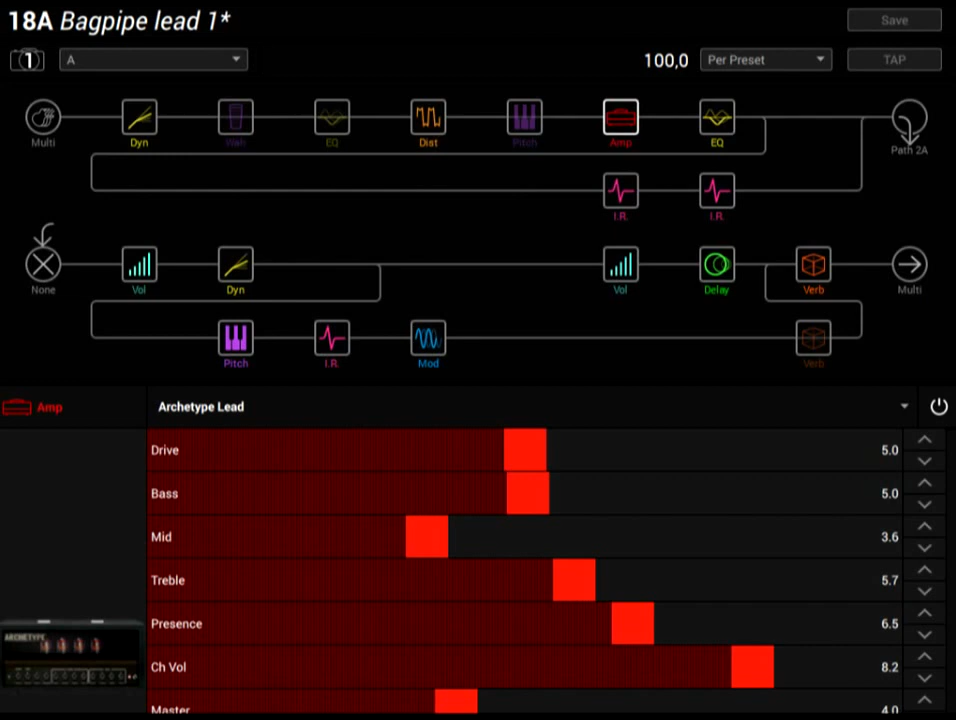 18A Bagpipe lead 1*
Save
1
A
100,0
Per Preset
TAP
Multi
Dyn
Wah
EQ
Dist
Pitch
Amp
EQ
Path 2A
I.R.
I.R.
None
Vol
Dyn
Vol
Delay
Verb
Multi
Pitch
I.R.
Mod
Verb
Amp
Archetype Lead
Drive 5.0
Bass 5.0
Mid 3.6
Treble 5.7
Presence 6.5
Ch Vol 8.2
Master 4.0
ARCHETYPE